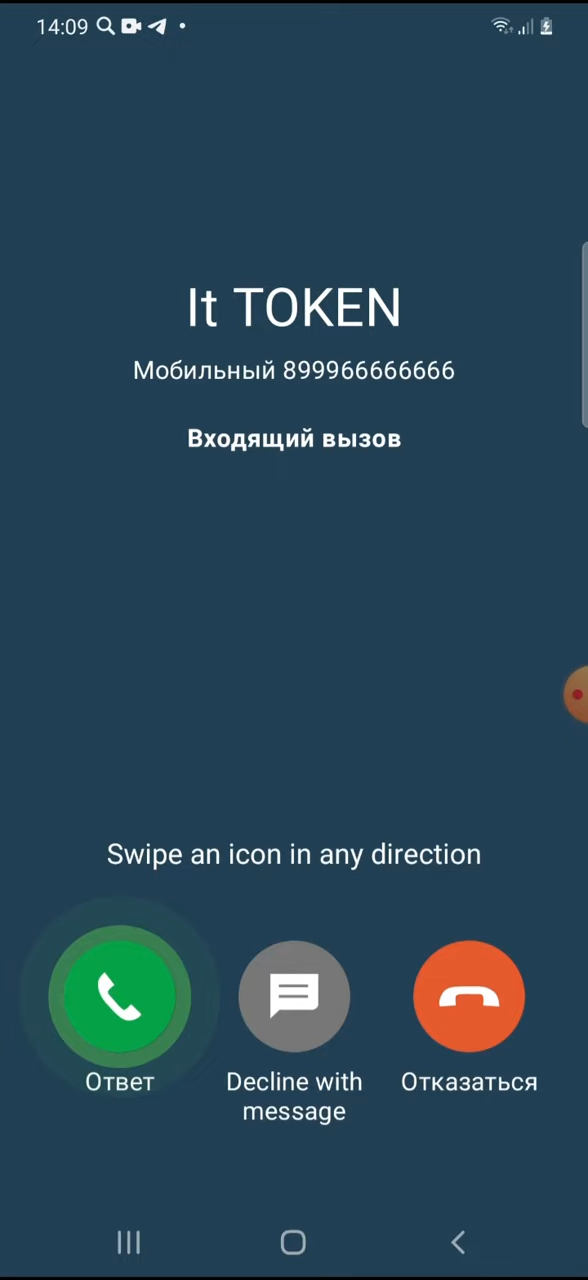 14:09
It TOKEN
Мобильный 899966666666
Входящий вызов
Swipe an icon in any direction
Ответ
Decline with
message
Отказаться